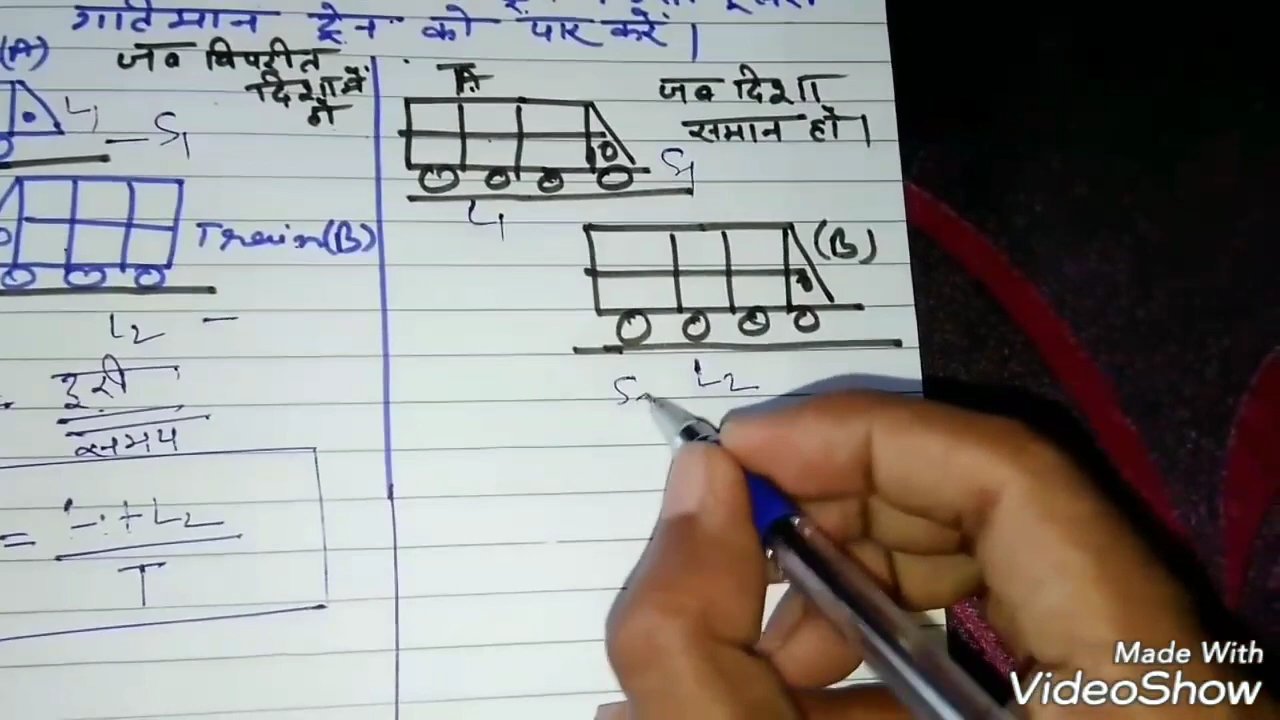 गतिमान ट्रेन को पार करें।
(A) जब विपरीत
दिशा में
हो
L1
S1
Train(B)
L2
दूरी
समय
= L1+L2
T
A
जब दिशा
समान हो।
S1
L1
(B)
L2
S
Made With
VideoShow